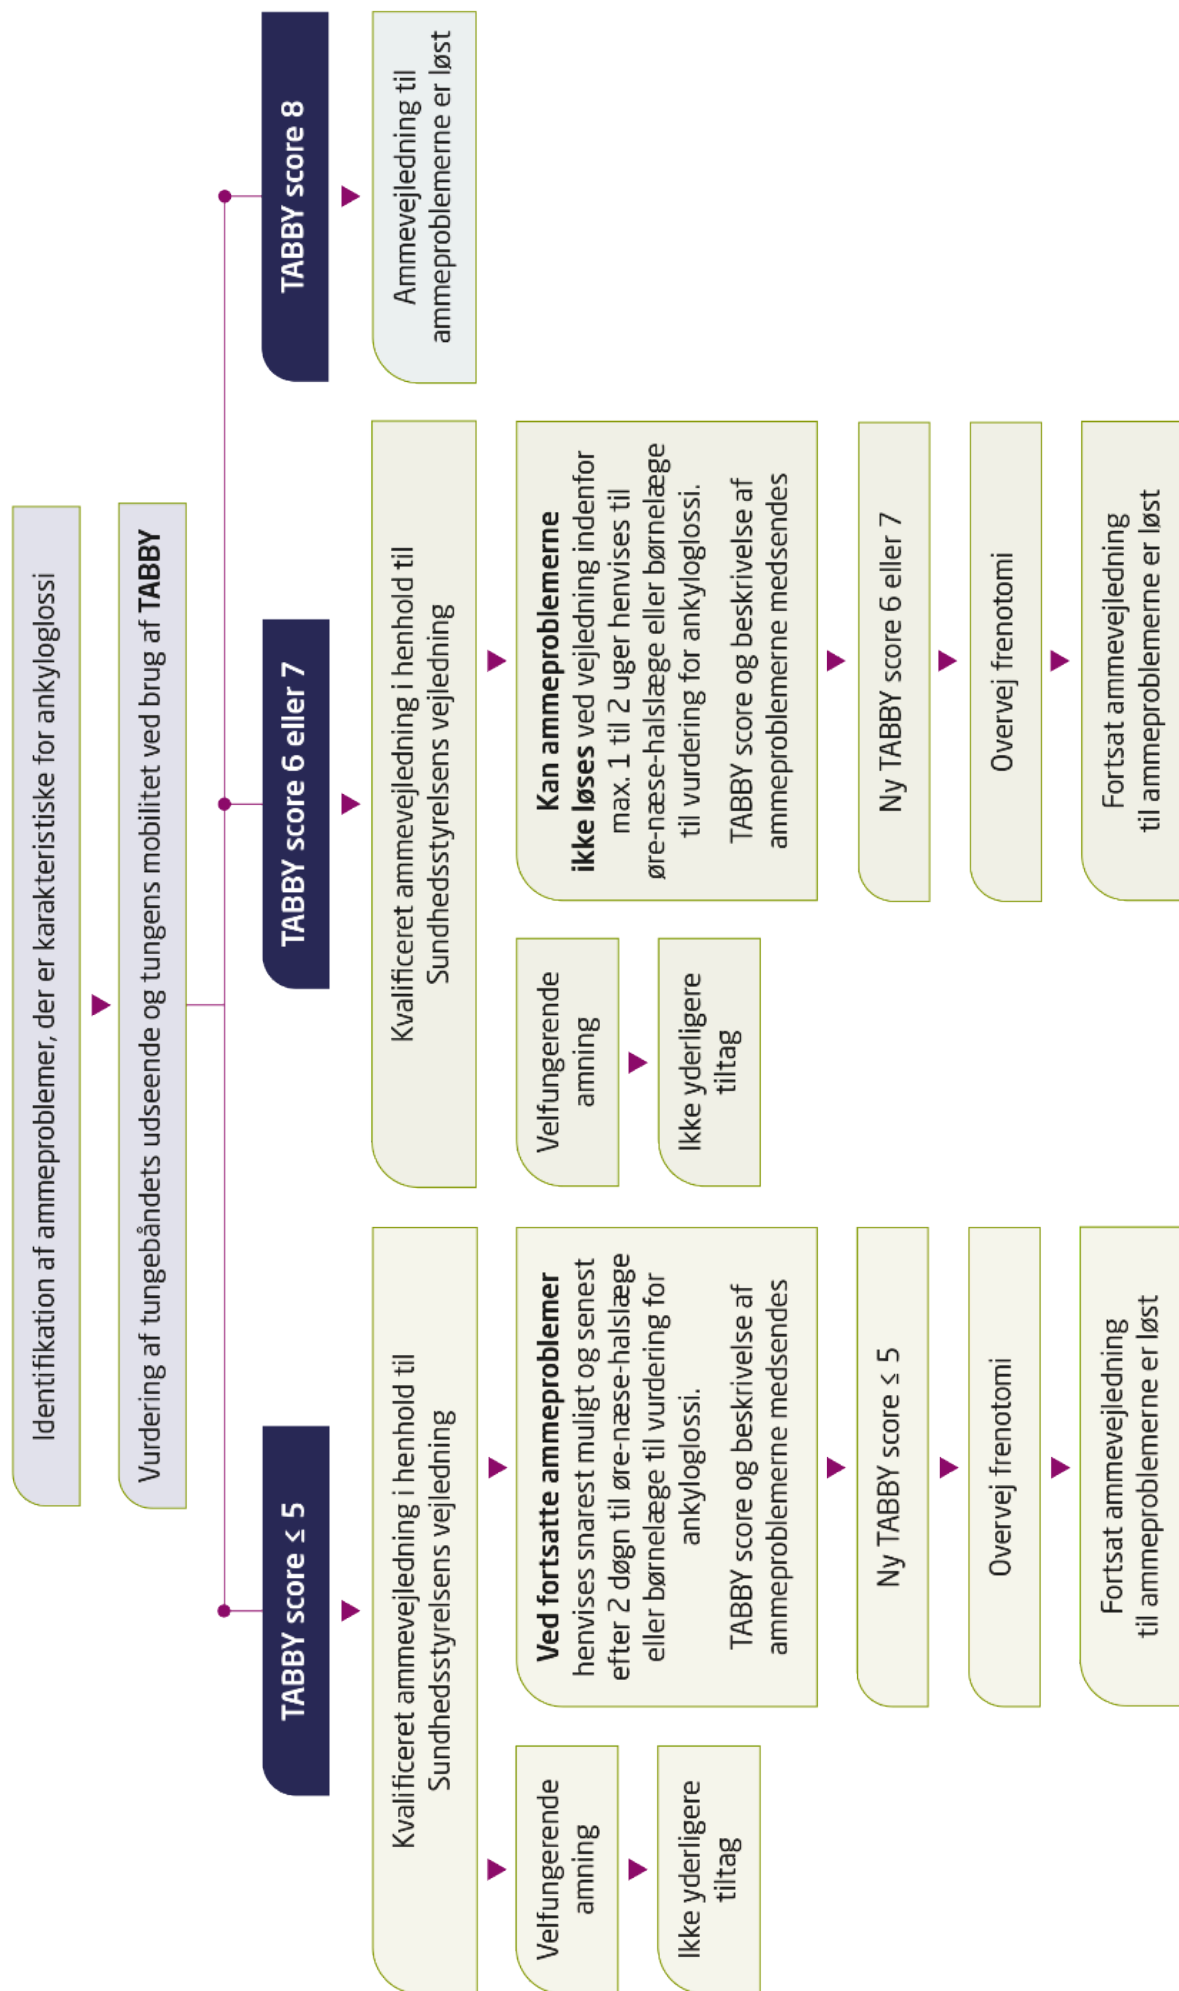 Identifikation af ammeproblemer, der er karakteristiske for ankyloglossi
Vurdering af tungebåndets udseende og tungens mobilitet ved brug af TABBY
TABBY score ≤ 5
Kvalificeret ammevejledning i henhold til
Sundhedsstyrelsens vejledning
Velfungerende
amning
Ikke yderligere
tiltag
Ved fortsatte ammeproblemer
henvises snarest muligt og senest
efter 2 døgn til øre-næse-halslæge
eller børnelæge til vurdering for
ankyloglossi.
TABBY score og beskrivelse af
ammeproblemerne medsendes
Ny TABBY score ≤ 5
Overvej frenotomi
Fortsat ammevejledning
til ammeproblemerne er løst
TABBY score 6 eller 7
Kvalificeret ammevejledning i henhold til
Sundhedsstyrelsens vejledning
Velfungerende
amning
Ikke yderligere
tiltag
Kan ammeproblemerne
ikke løses ved vejledning indenfor
max. 1 til 2 uger henvises til
øre-næse-halslæge eller børnelæge
til vurdering for ankyloglossi.
TABBY score og beskrivelse af
ammeproblemerne medsendes
Ny TABBY score 6 eller 7
Overvej frenotomi
Fortsat ammevejledning
til ammeproblemerne er løst
TABBY score 8
Ammevejledning til
ammeproblemerne er løst